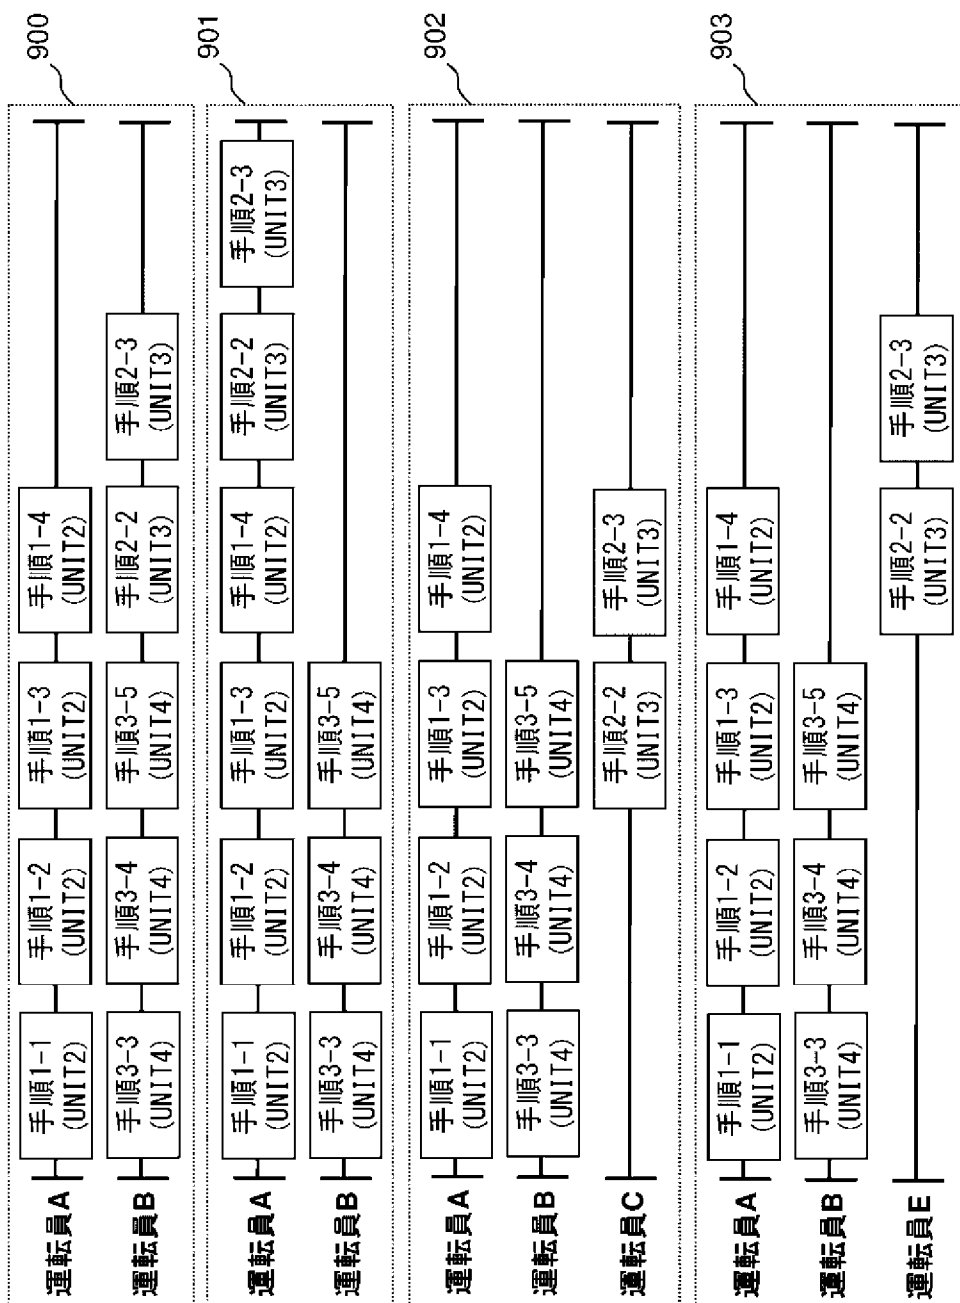 900
運転員A
手順1-1
(UNIT2)
手順1-2
(UNIT2)
手順1-3
(UNIT2)
手順1-4
(UNIT2)
運転員B
手順3-3
(UNIT4)
手順3-4
(UNIT4)
手順3-5
(UNIT4)
手順2-2
(UNIT3)
手順2-3
(UNIT3)
901
運転員A
手順1-1
(UNIT2)
手順1-2
(UNIT2)
手順1-3
(UNIT2)
手順1-4
(UNIT2)
手順2-2
(UNIT3)
手順2-3
(UNIT3)
運転員B
手順3-3
(UNIT4)
手順3-4
(UNIT4)
手順3-5
(UNIT4)
902
運転員A
手順1-1
(UNIT2)
手順1-2
(UNIT2)
手順1-3
(UNIT2)
手順1-4
(UNIT2)
運転員B
手順3-3
(UNIT4)
手順3-4
(UNIT4)
手順3-5
(UNIT4)
運転員C
手順2-2
(UNIT3)
手順2-3
(UNIT3)
903
運転員A
手順1-1
(UNIT2)
手順1-2
(UNIT2)
手順1-3
(UNIT2)
手順1-4
(UNIT2)
運転員B
手順3-3
(UNIT4)
手順3-4
(UNIT4)
手順3-5
(UNIT4)
運転員E
手順2-2
(UNIT3)
手順2-3
(UNIT3)